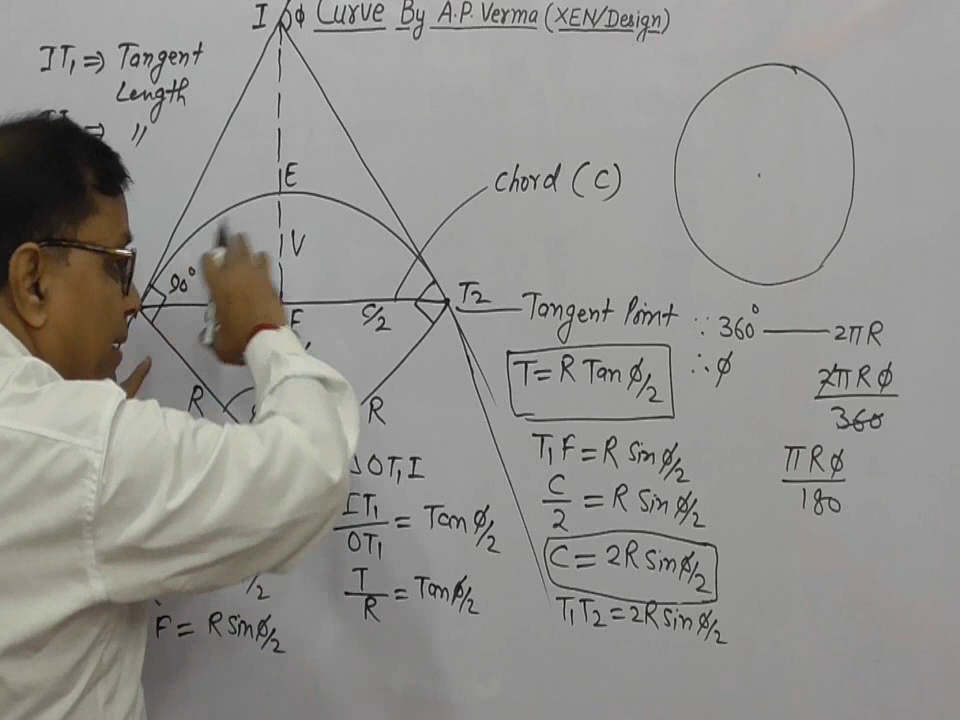 Curve By A.P. Verma (XEN/Design)
I ϕ
IT₁ ⇒ Tangent
Length
⇒ 〃
E
V
Chord (C)
90°
F
C/2
T₂
Tangent Point
∵ 360° — 2πR
∴ ϕ
2πRϕ
360
πRϕ
180
T = R Tan ϕ/2
R
R
T₁F = R Sin ϕ/2
C/2 = R Sin ϕ/2
C = 2R Sin ϕ/2
T₁T₂ = 2R Sin ϕ/2
OT₁I
IT₁/OT₁ = Tan ϕ/2
T/R = Tan ϕ/2
/2
F = R Sin ϕ/2